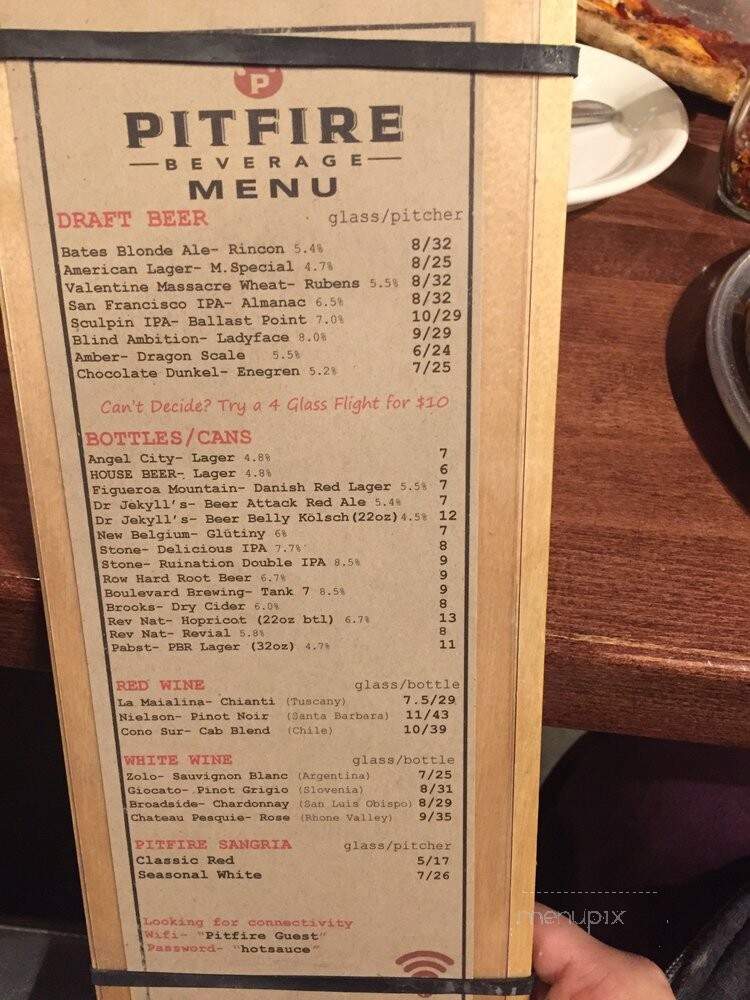 P
PITFIRE
BEVERAGE
MENU
DRAFT BEER glass/pitcher
Bates Blonde Ale- Rincon 5.4% 8/32
American Lager- M.Special 4.7% 8/25
Valentine Massacre Wheat- Rubens 5.5% 8/32
San Francisco IPA- Almanac 6.5% 8/32
Sculpin IPA- Ballast Point 7.0% 10/29
Blind Ambition- Ladyface 8.0% 9/29
Amber- Dragon Scale 5.5% 6/24
Chocolate Dunkel- Enegren 5.2% 7/25
Can't Decide? Try a 4 Glass Flight for $10
BOTTLES/CANS
Angel City- Lager 4.8% 7
HOUSE BEER- Lager 4.8% 6
Figueroa Mountain- Danish Red Lager 5.5% 7
Dr Jekyll's- Beer Attack Red Ale 5.4% 7
Dr Jekyll's- Beer Belly Kölsch(22oz)4.5% 12
New Belgium- Glütiny 6% 7
Stone- Delicious IPA 7.7% 8
Stone- Ruination Double IPA 8.5% 9
Row Hard Root Beer 6.7% 9
Boulevard Brewing- Tank 7 8.5% 9
Brooks- Dry Cider 6.0% 8
Rev Nat- Hopricot (22oz btl) 6.7% 13
Rev Nat- Revial 5.8% 8
Pabst- PBR Lager (32oz) 4.7% 11
RED WINE glass/bottle
La Maialina- Chianti (Tuscany) 7.5/29
Nielson- Pinot Noir (Santa Barbara) 11/43
Cono Sur- Cab Blend (Chile) 10/39
WHITE WINE glass/bottle
Zolo- Sauvignon Blanc (Argentina) 7/25
Giocato- Pinot Grigio (Slovenia) 8/31
Broadside- Chardonnay (San Luis Obispo) 8/29
Chateau Pesquie- Rose (Rhone Valley) 9/35
PITFIRE SANGRIA glass/pitcher
Classic Red 5/17
Seasonal White 7/26
Looking for connectivity
Wifi- "Pitfire Guest"
Password- "hotsauce"
menupix